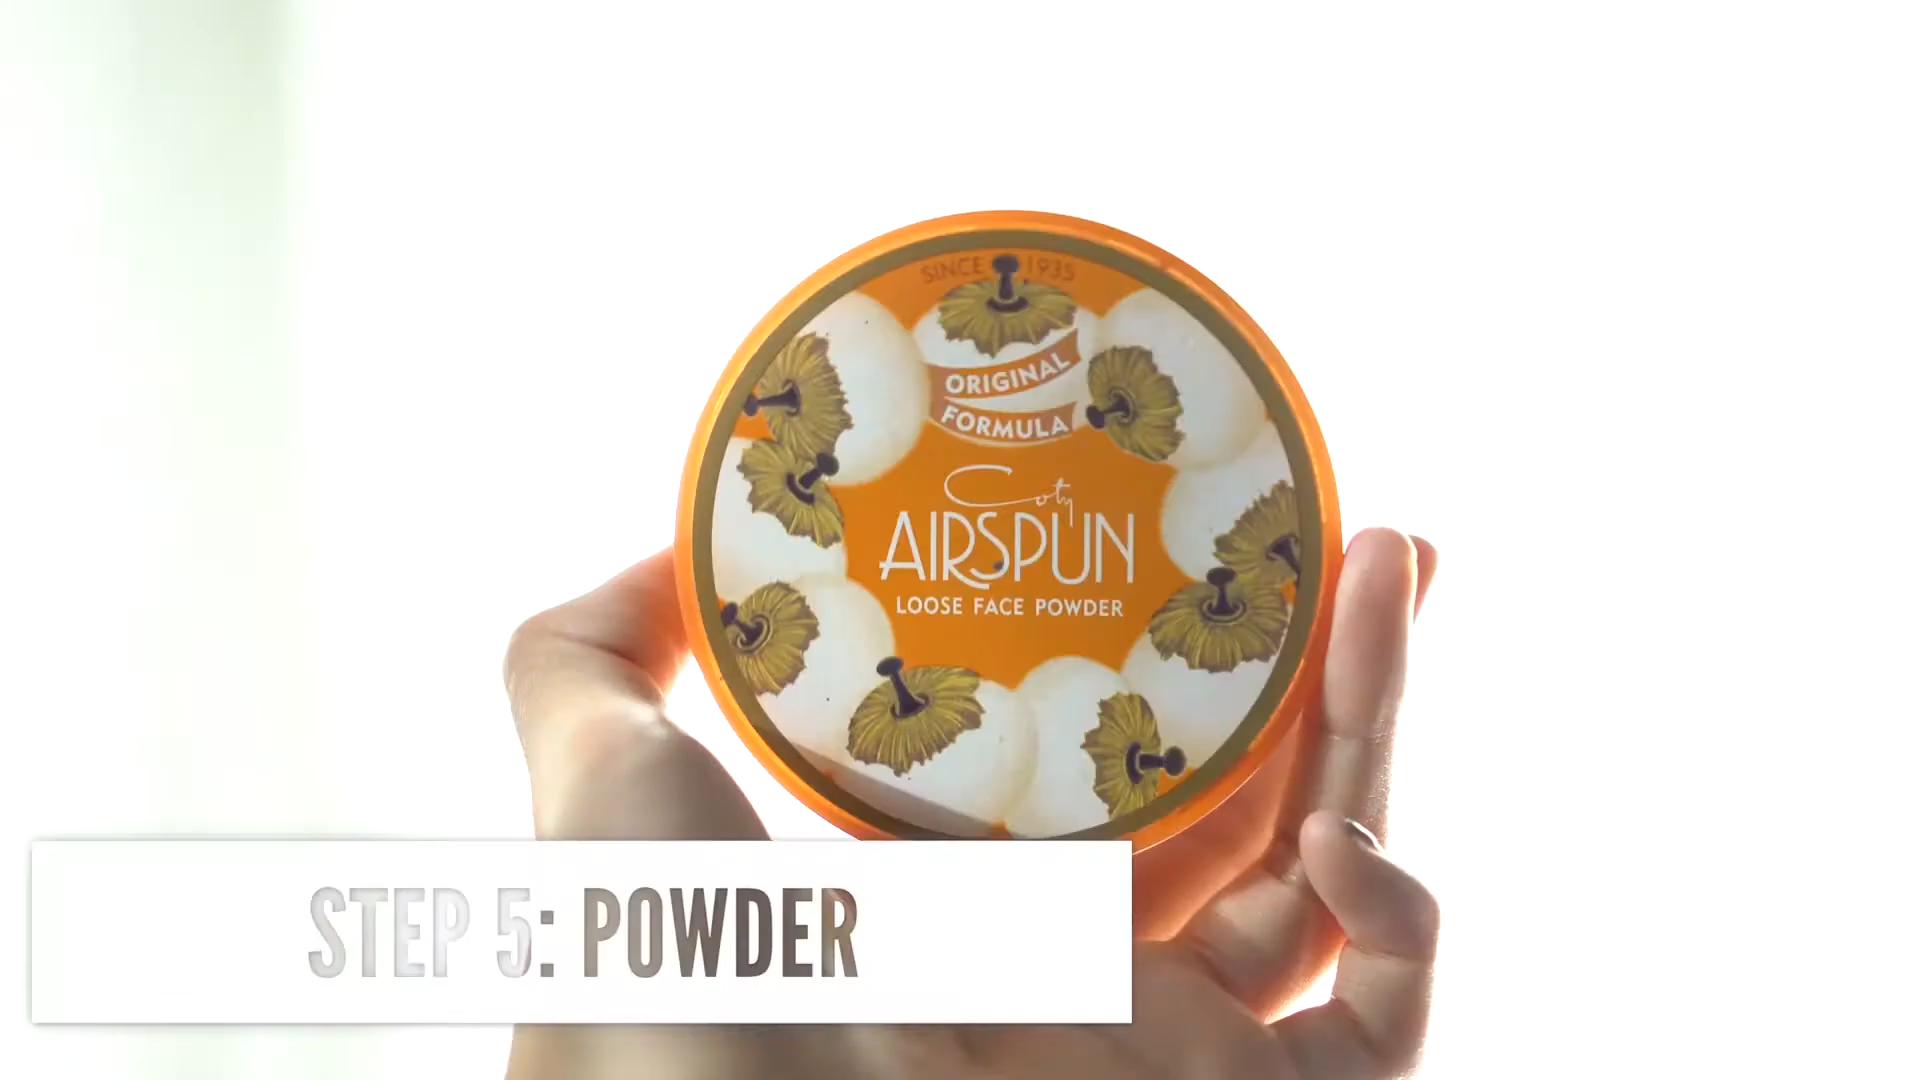 SINCE 1935
ORIGINAL
FORMULA
Coty
AIRSPUN
LOOSE FACE POWDER
STEP 5: POWDER